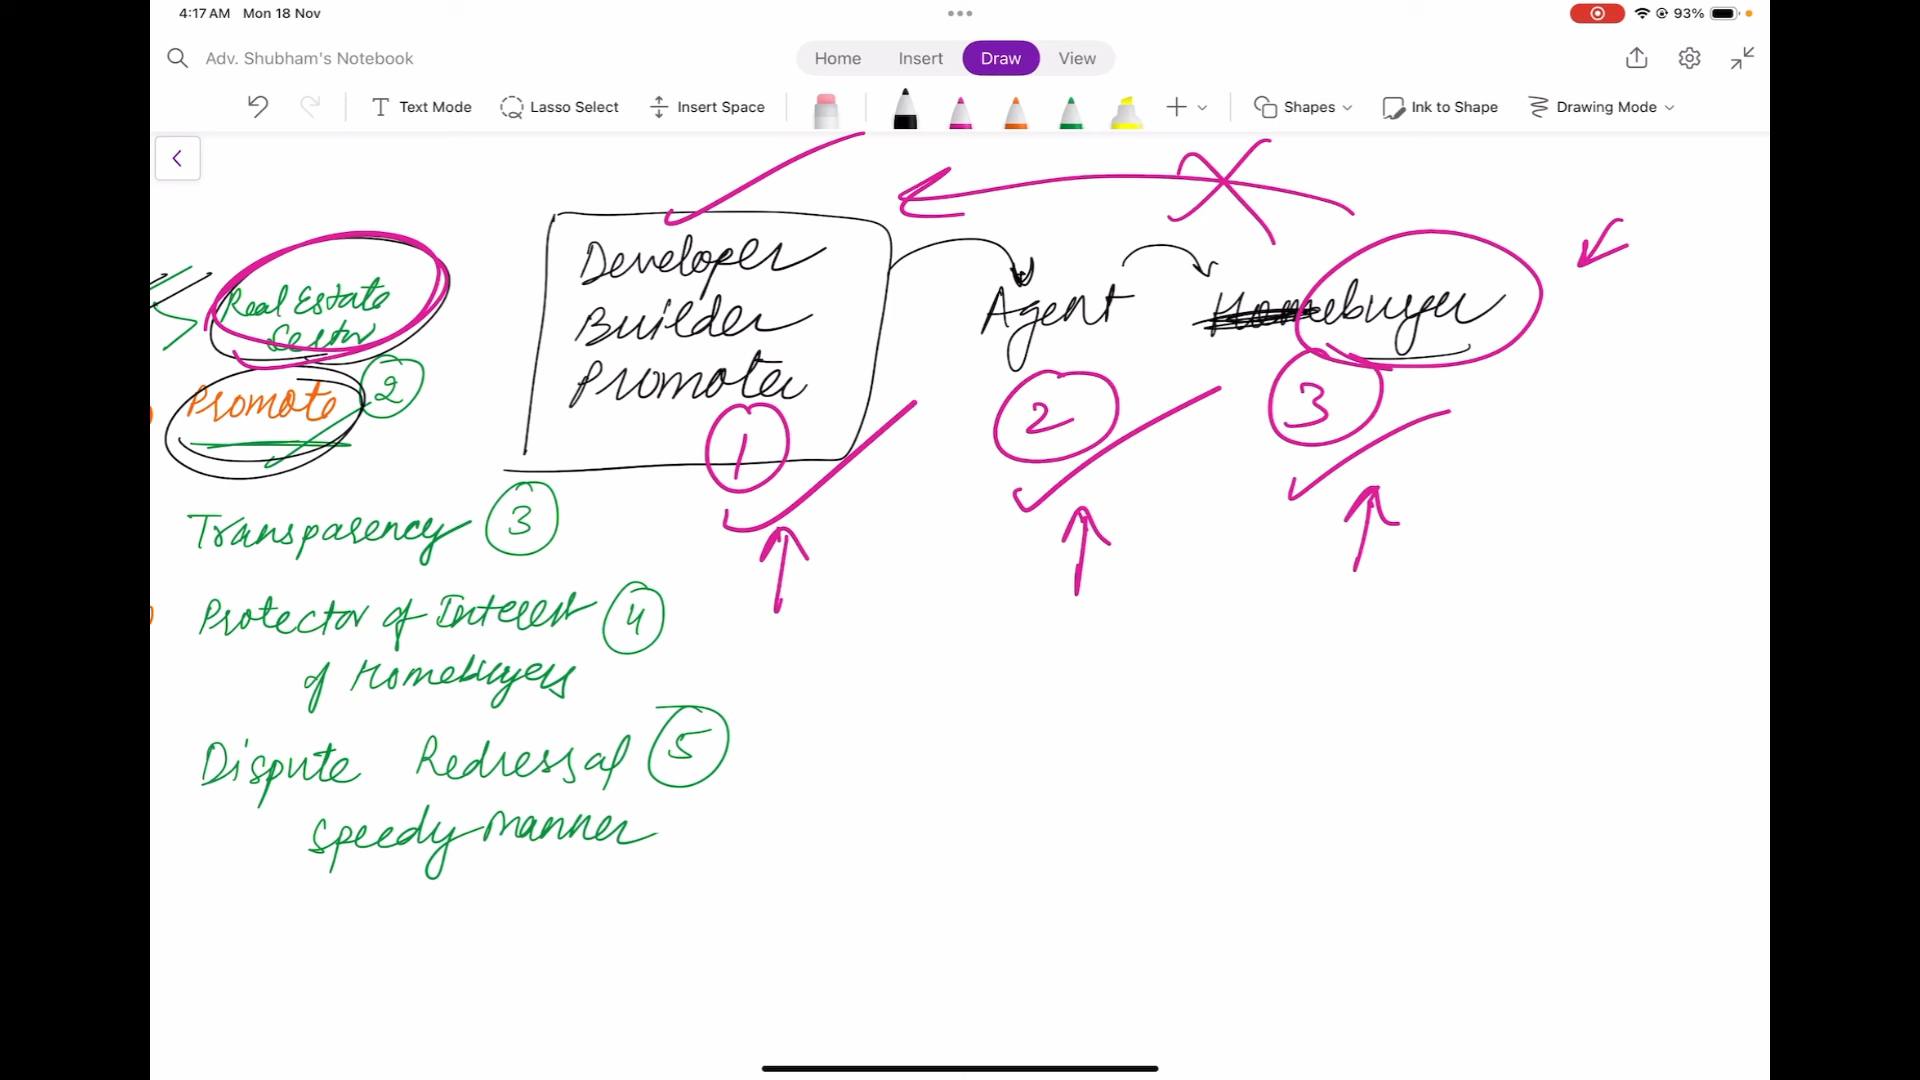 4:17 AM Mon 18 Nov
93%
Adv. Shubham's Notebook
Home Insert Draw View
Text Mode Lasso Select Insert Space Shapes Ink to Shape Drawing Mode
Developer
Builder
Promoter
1
Agent
2
Homebuyer
3
Real Estate
Sector
Promote 2
Transparency 3
Protector of Interest 4
of Homebuyers
Dispute Redressal 5
speedy manner